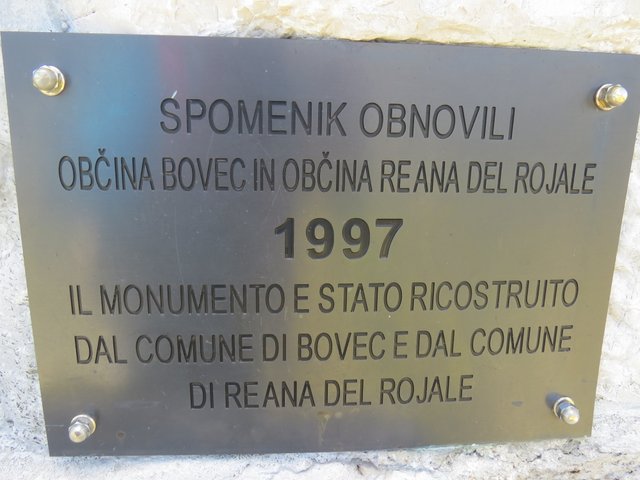 SPOMENIK OBNOVILI
OBČINA BOVEC IN OBČINA REANA DEL ROJALE
1997
IL MONUMENTO E STATO RICOSTRUITO
DAL COMUNE DI BOVEC E DAL COMUNE
DI REANA DEL ROJALE